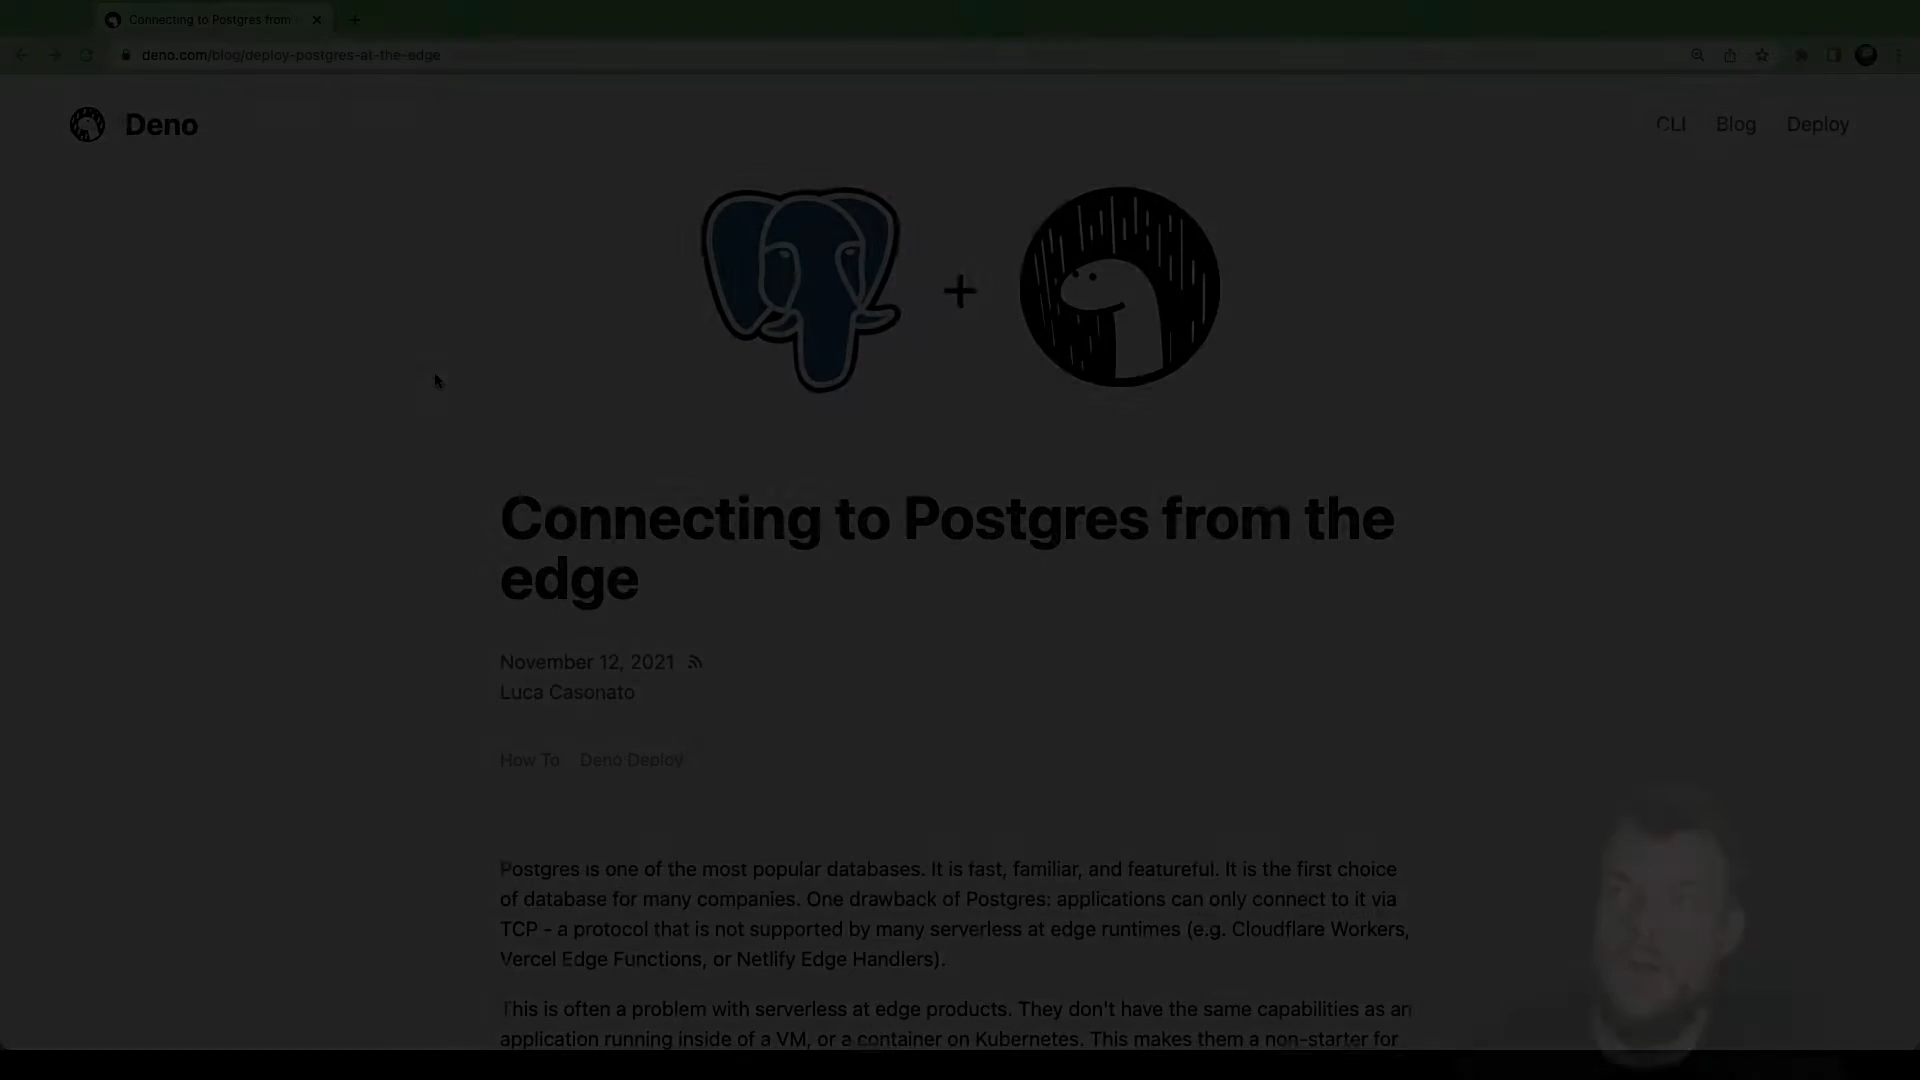 Connecting to Postgres from
deno.com/blog/deploy-postgres-at-the-edge
Deno
CLI
Blog
Deploy
+
Connecting to Postgres from the
edge
November 12, 2021
Luca Casonato
How To
Deno Deploy
Postgres is one of the most popular databases. It is fast, familiar, and featureful. It is the first choice
of database for many companies. One drawback of Postgres: applications can only connect to it via
TCP - a protocol that is not supported by many serverless at edge runtimes (e.g. Cloudflare Workers,
Vercel Edge Functions, or Netlify Edge Handlers).
This is often a problem with serverless at edge products. They don't have the same capabilities as an
application running inside of a VM, or a container on Kubernetes. This makes them a non-starter for